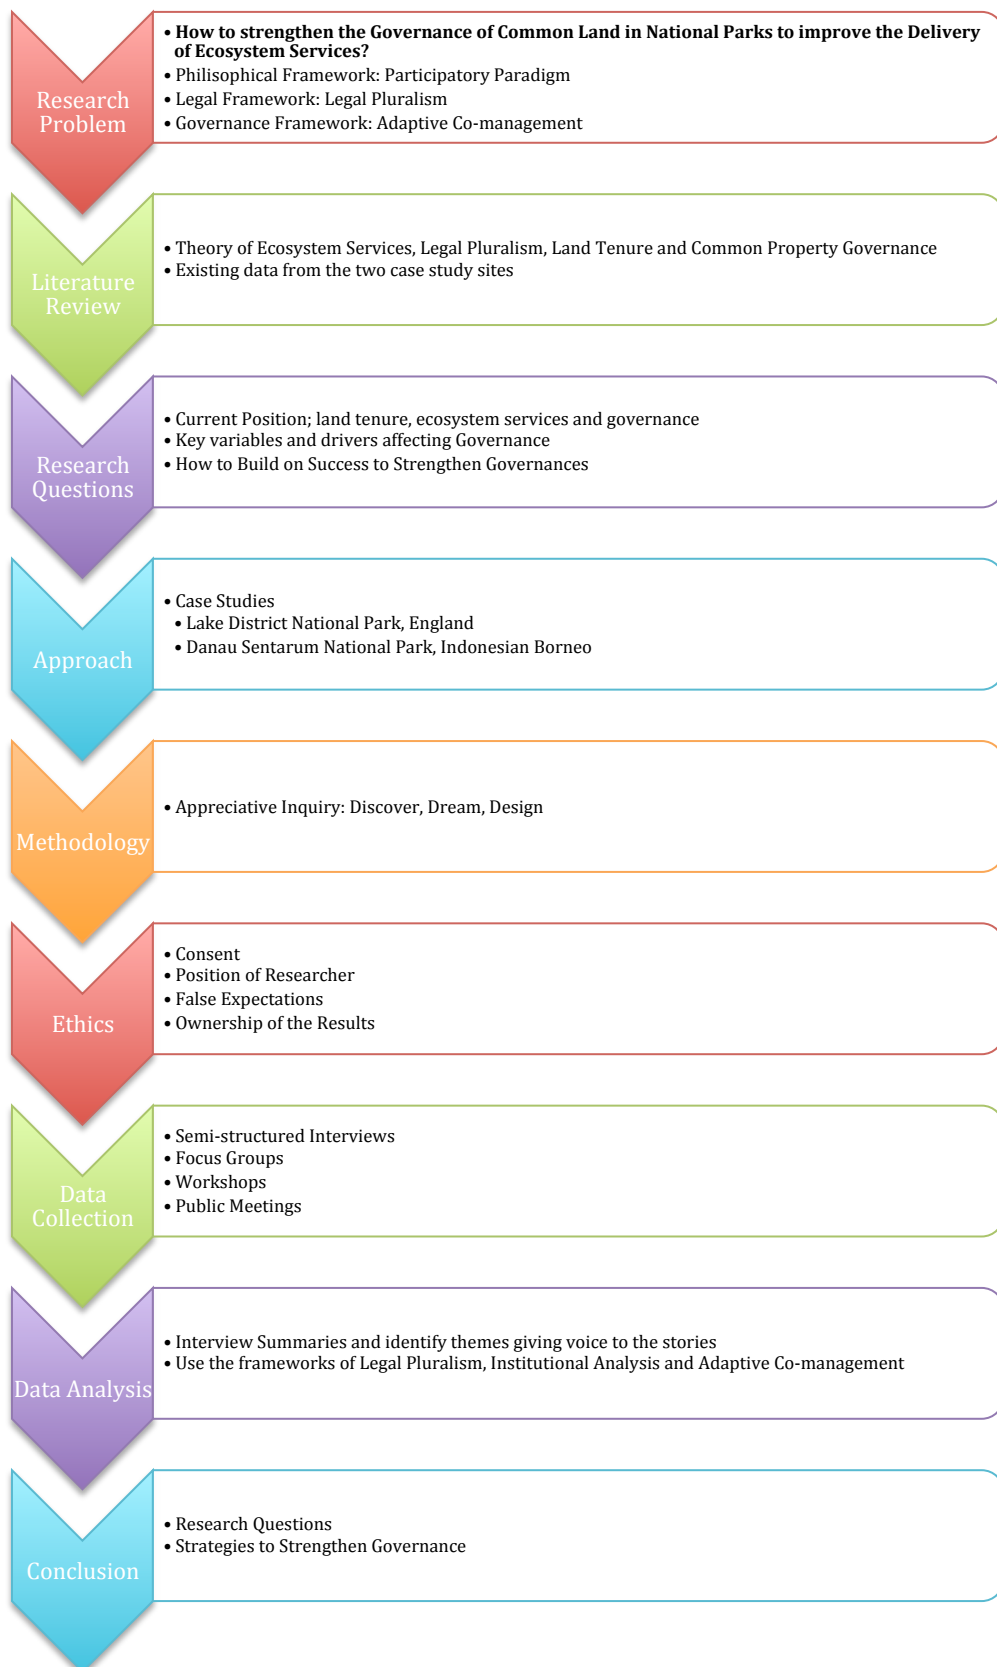 Research
Problem
• How to strengthen the Governance of Common Land in National Parks to improve the Delivery
of Ecosystem Services?
• Philisophical Framework: Participatory Paradigm
• Legal Framework: Legal Pluralism
• Governance Framework: Adaptive Co-management
Literature
Review
• Theory of Ecosystem Services, Legal Pluralism, Land Tenure and Common Property Governance
• Existing data from the two case study sites
Research
Questions
• Current Position; land tenure, ecosystem services and governance
• Key variables and drivers affecting Governance
• How to Build on Success to Strengthen Governances
Approach
• Case Studies
• Lake District National Park, England
• Danau Sentarum National Park, Indonesian Borneo
Methodology
• Appreciative Inquiry: Discover, Dream, Design
Ethics
• Consent
• Position of Researcher
• False Expectations
• Ownership of the Results
Data
Collection
• Semi-structured Interviews
• Focus Groups
• Workshops
• Public Meetings
Data Analysis
• Interview Summaries and identify themes giving voice to the stories
• Use the frameworks of Legal Pluralism, Institutional Analysis and Adaptive Co-management
Conclusion
• Research Questions
• Strategies to Strengthen Governance